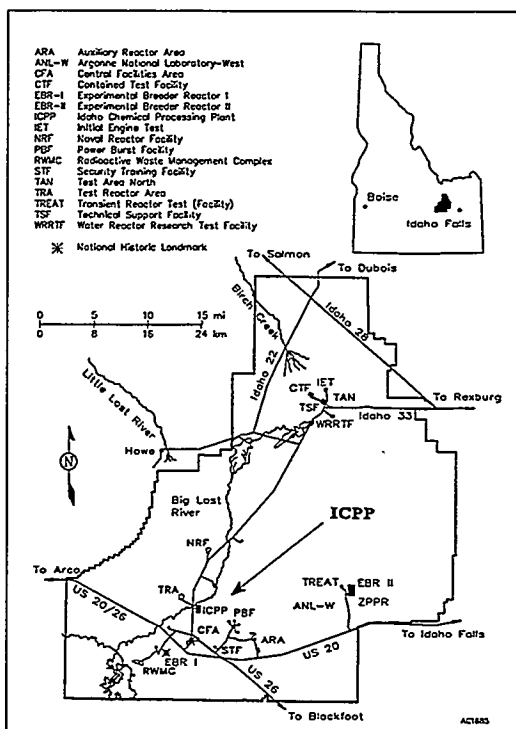 ARA Auxiliary Reactor Area
ANL-W Argonne National Laboratory-West
CFA Central Facilities Area
CTF Contained Test Facility
EBR-I Experimental Breeder Reactor I
EBR-II Experimental Breeder Reactor II
ICPP Idaho Chemical Processing Plant
IET Initial Engine Test
NRF Naval Reactor Facility
PBF Power Burst Facility
RWMC Radioactive Waste Management Complex
STF Security Training Facility
TAN Test Area North
TRA Test Reactor Area
TREAT Transient Reactor Test (Facility)
TSF Technical Support Facility
WRRTF Water Reactor Research Test Facility
National Historic Landmark
Boise
Idaho Falls
To Salmon
To Dubois
0 5 10 15 mi
0 8 16 24 km
Birch Creek
Idaho 22
Idaho 28
Little Lost River
CTF IET
TAN
TSF
To Rexburg
WRRTF
Idaho 33
Howe
N
Big Lost River
ICPP
NRF
To Arco
TREAT EBR II
TRA
ANL-W ZPPR
US 20/26
ICPP
PBF
CFA
ARA
To Idaho Falls
STF
US 20
EBR I
RWMC
US 26
To Blackfoot